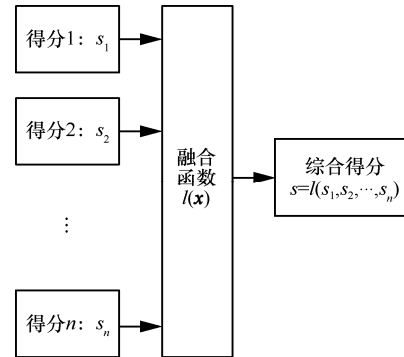 得分1：s₁
得分2：s₂
⋮
得分n：sₙ
融合
函数
l(x)
综合得分
s=l(s₁,s₂,⋯,sₙ)